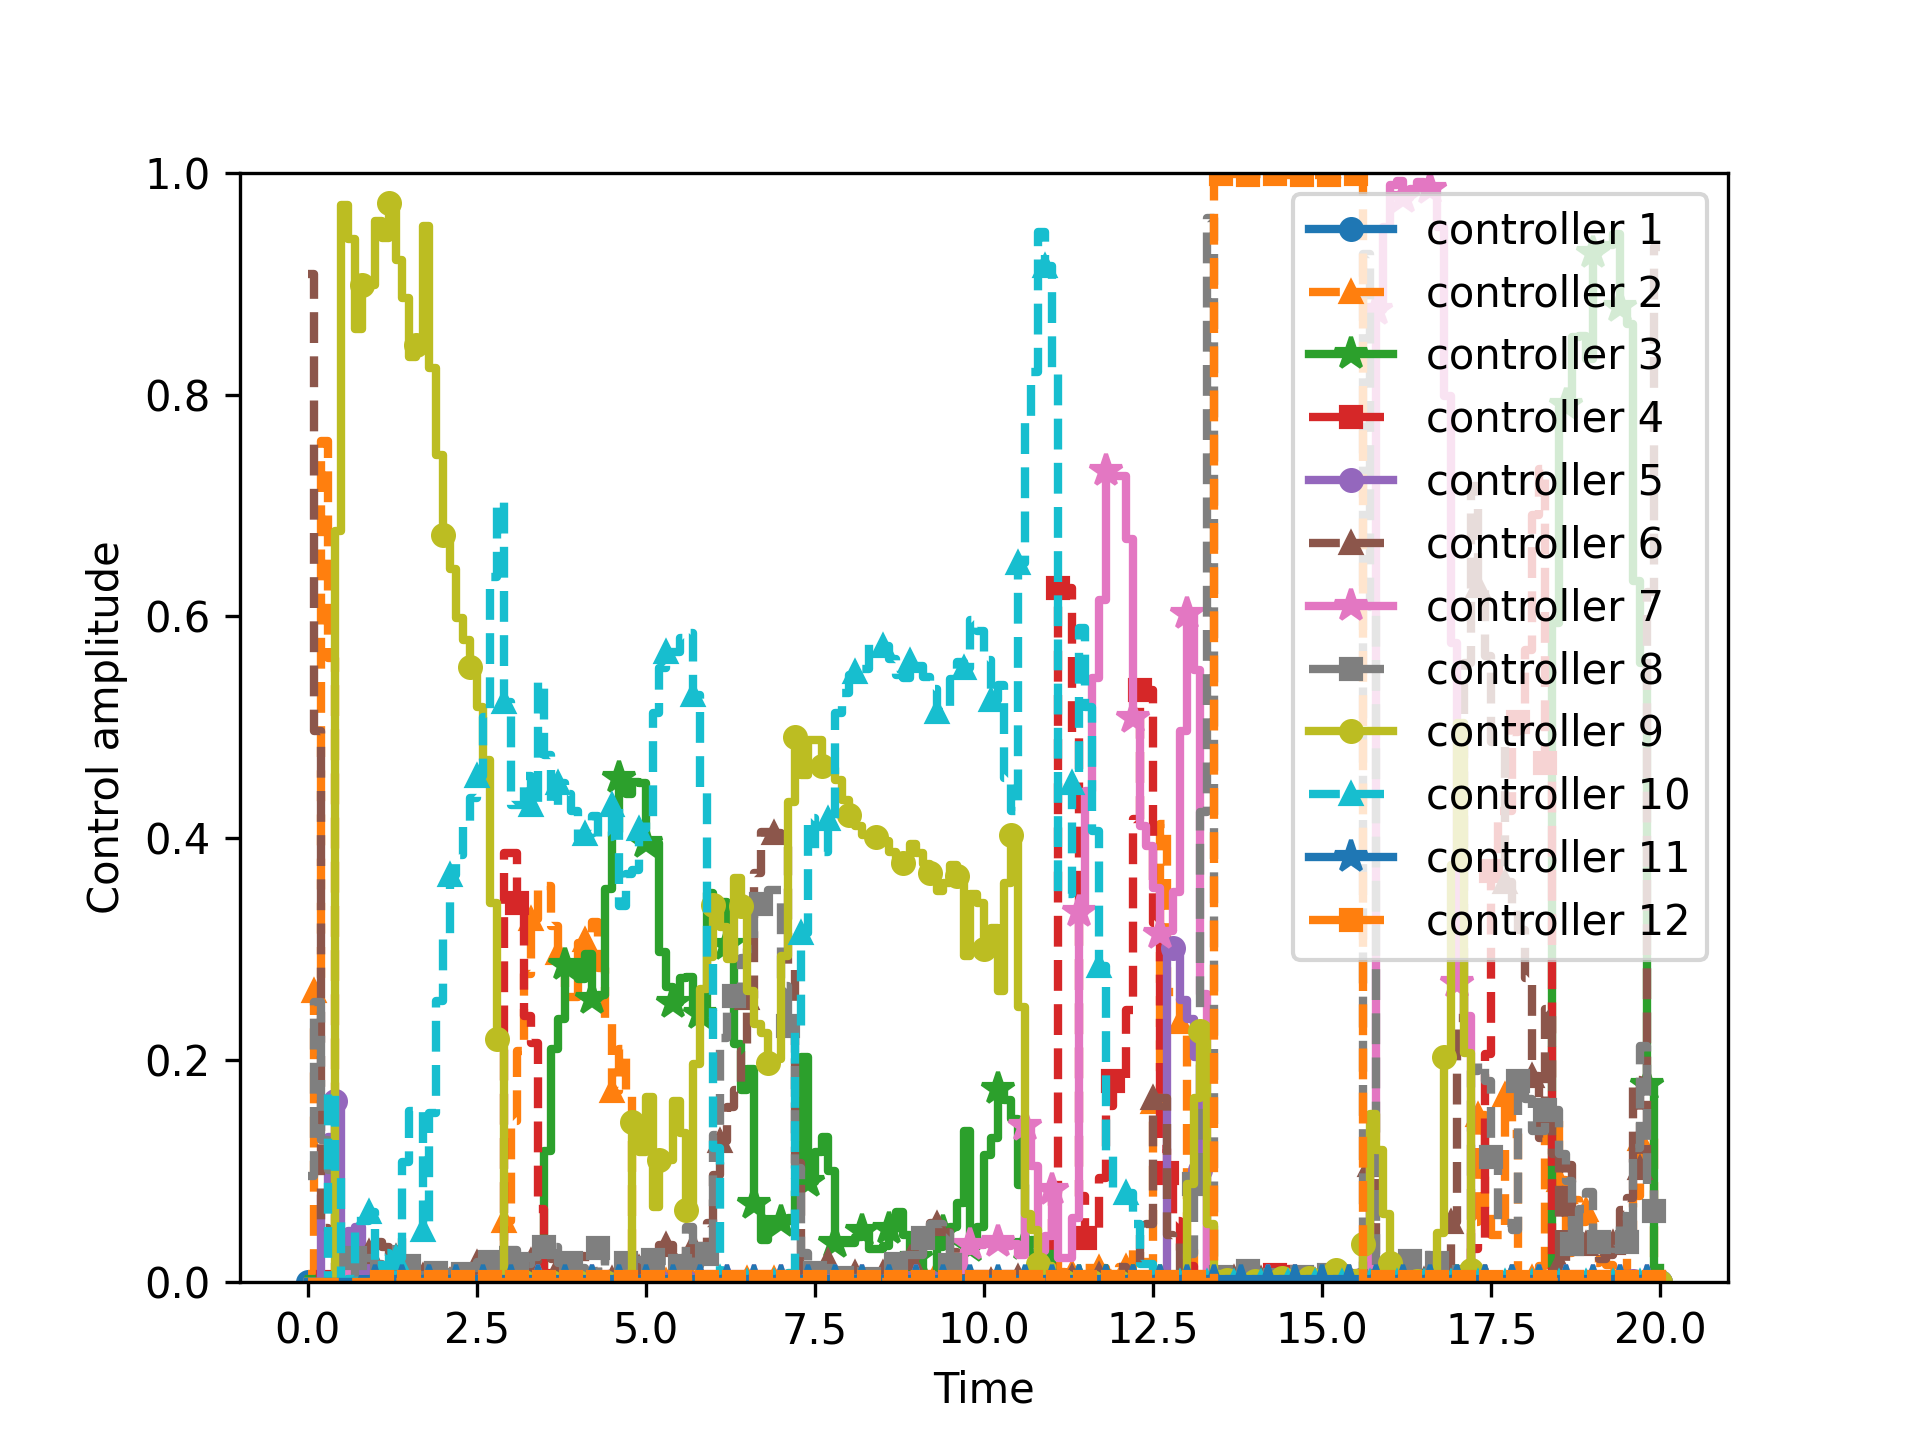 1.0
0.8
0.6
0.4
0.2
0.0
Control amplitude
0.0 2.5 5.0 7.5 10.0 12.5 15.0 17.5 20.0
Time
controller 1
controller 2
controller 3
controller 4
controller 5
controller 6
controller 7
controller 8
controller 9
controller 10
controller 11
controller 12